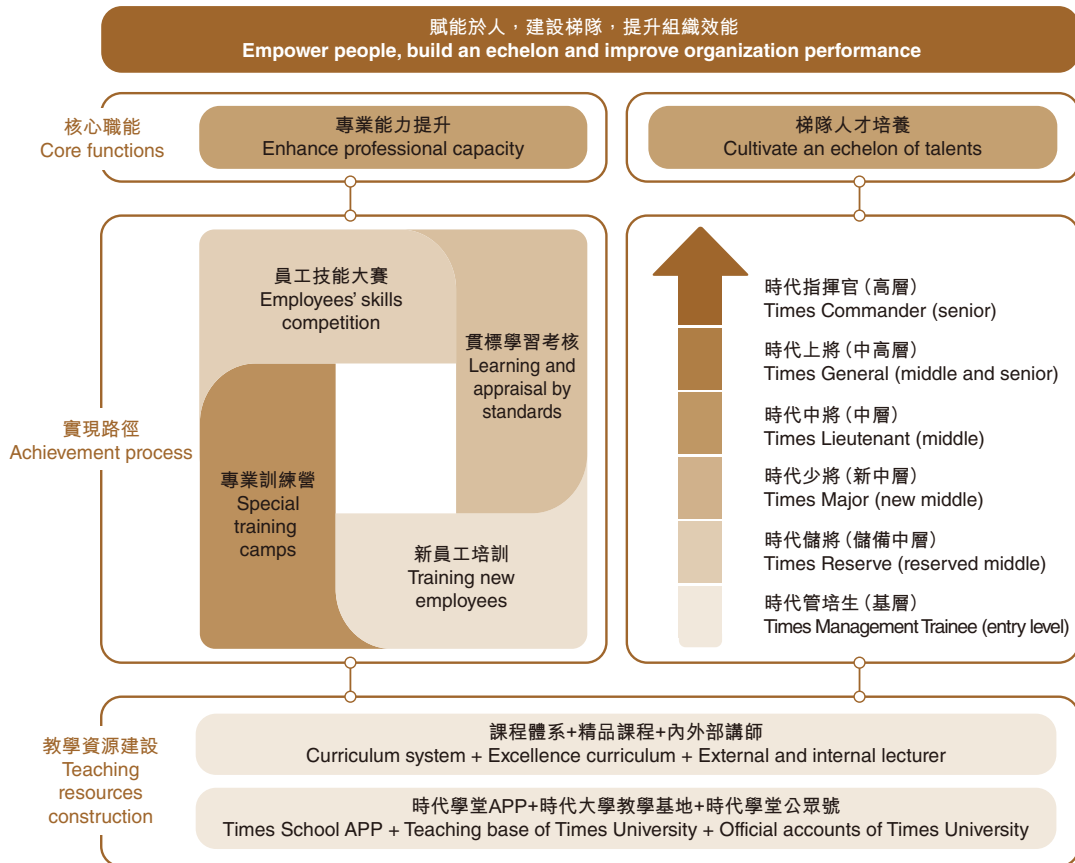 賦能於人，建設梯隊，提升組織效能
Empower people, build an echelon and improve organization performance
核心職能
Core functions
專業能力提升
Enhance professional capacity
梯隊人才培養
Cultivate an echelon of talents
實現路徑
Achievement process
員工技能大賽
Employees’ skills
competition
貫標學習考核
Learning and
appraisal by
standards
專業訓練營
Special
training
camps
新員工培訓
Training new
employees
時代指揮官（高層）
Times Commander (senior)
時代上將（中高層）
Times General (middle and senior)
時代中將（中層）
Times Lieutenant (middle)
時代少將（新中層）
Times Major (new middle)
時代儲將（儲備中層）
Times Reserve (reserved middle)
時代管培生（基層）
Times Management Trainee (entry level)
教學資源建設
Teaching
resources
construction
課程體系+精品課程+內外部講師
Curriculum system + Excellence curriculum + External and internal lecturer
時代學堂APP+時代大學教學基地+時代學堂公眾號
Times School APP + Teaching base of Times University + Official accounts of Times University